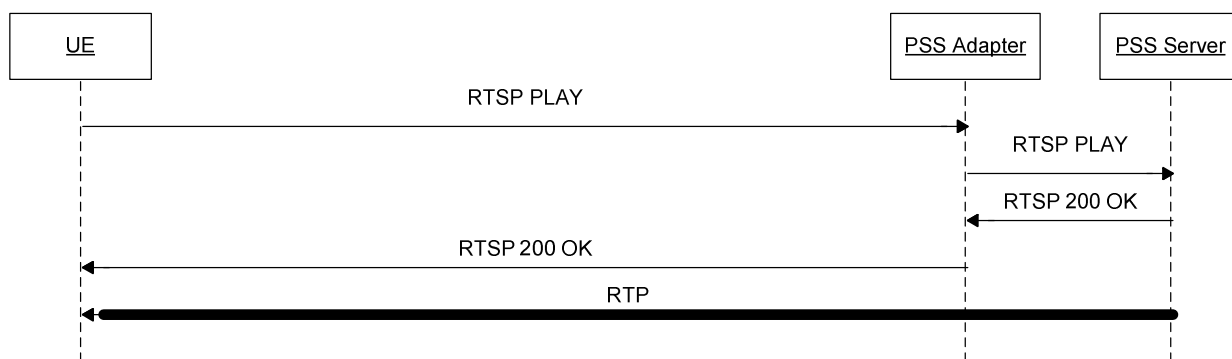 UE
PSS Adapter
PSS Server
RTSP PLAY
RTSP PLAY
RTSP 200 OK
RTSP 200 OK
RTP